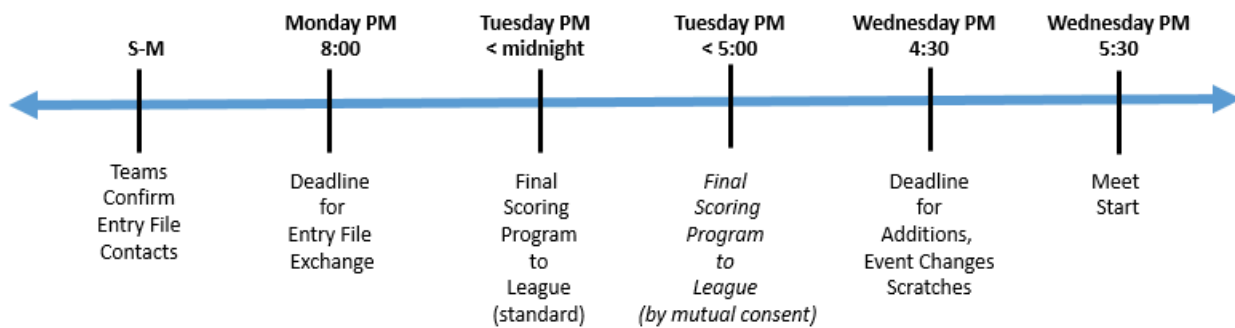 S-M
Monday PM
8:00
Tuesday PM
< midnight
Tuesday PM
< 5:00
Wednesday PM
4:30
Wednesday PM
5:30
Teams
Confirm
Entry File
Contacts
Deadline
for
Entry File
Exchange
Final
Scoring
Program
to
League
(standard)
Final
Scoring
Program
to
League
(by mutual consent)
Deadline
for
Additions,
Event Changes
Scratches
Meet
Start